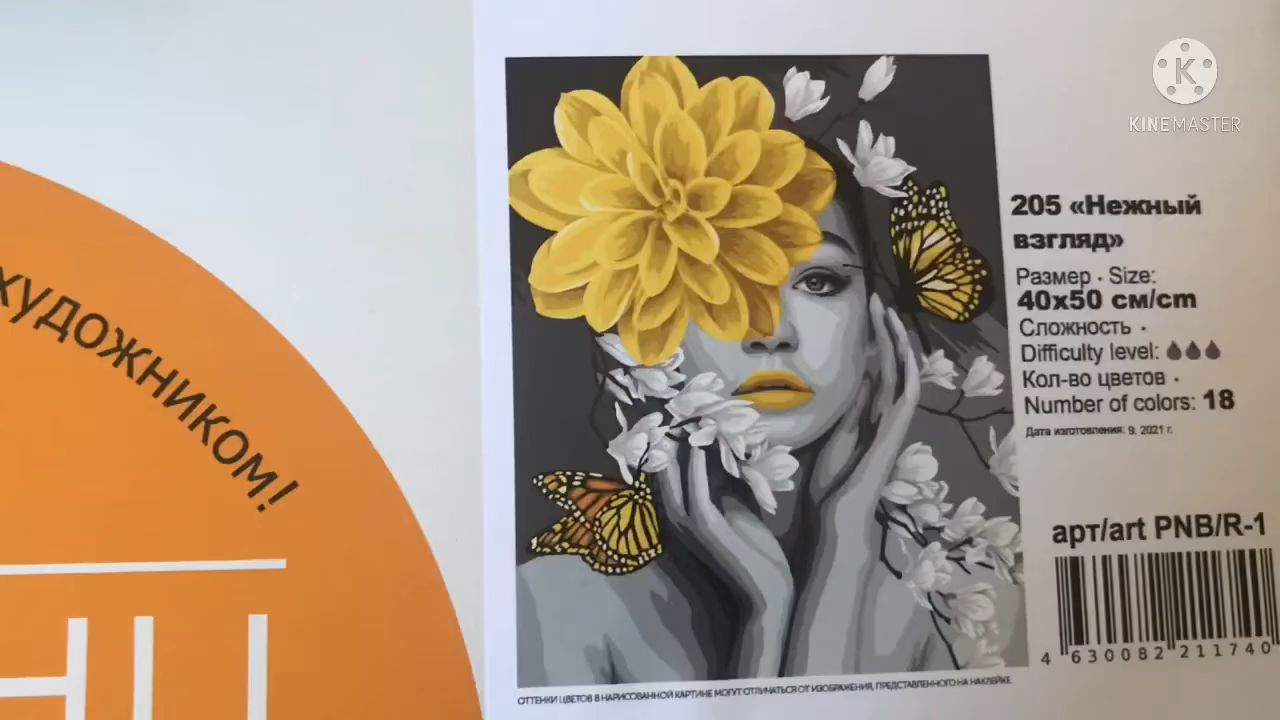 художником!
KINEMASTER
205 «Нежный
взгляд»
Размер · Size:
40x50 см/cm
Сложность ·
Difficulty level:
Кол-во цветов ·
Number of colors: 18
Дата изготовления: 9. 2021 г.
арт/art PNB/R-1
4 630082 211740
ОТТЕНКИ ЦВЕТОВ В НАРИСОВАННОЙ КАРТИНЕ МОГУТ ОТЛИЧАТЬСЯ ОТ ИЗОБРАЖЕНИЯ, ПРЕДСТАВЛЕННОГО НА НАКЛЕЙКЕ.